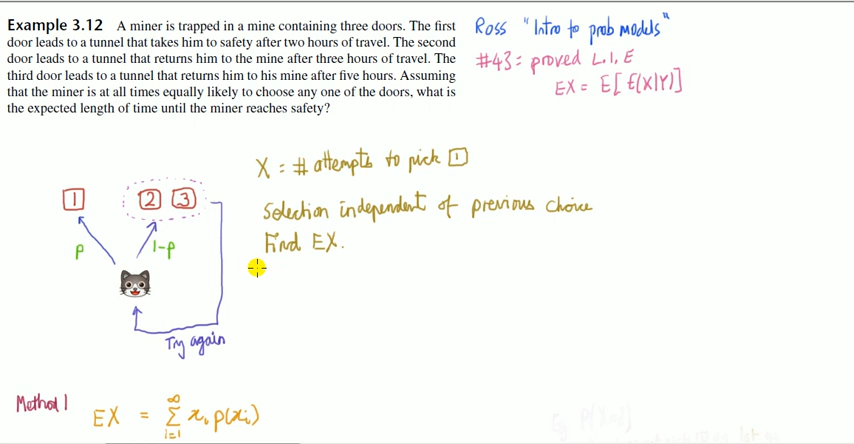 Example 3.12 A miner is trapped in a mine containing three doors. The first
door leads to a tunnel that takes him to safety after two hours of travel. The second
door leads to a tunnel that returns him to the mine after three hours of travel. The
third door leads to a tunnel that returns him to his mine after five hours. Assuming
that the miner is at all times equally likely to choose any one of the doors, what is
the expected length of time until the miner reaches safety?
Ross "Intro to prob models"
#43: proved L.I.E
EX = E[E(X|Y)]
X = # attempts to pick 1
Selection independent of previous choice
Find EX.
1 2 3
p 1-p
Try again
Method 1
EX = ∞ Σ i=1 xᵢ p(xᵢ)